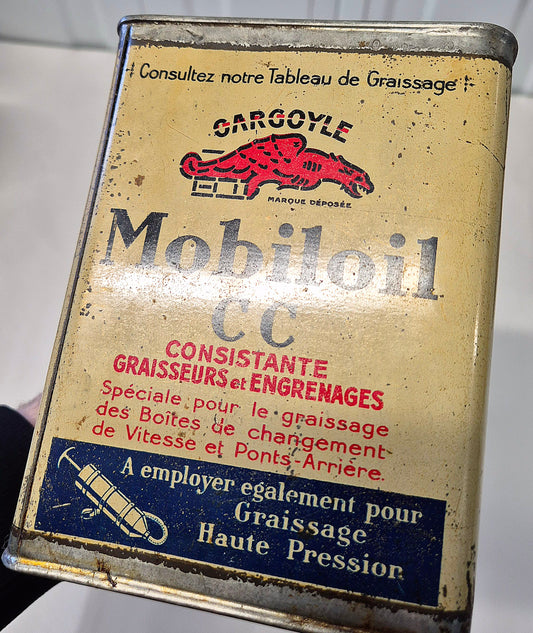 Consultez notre Tableau de Graissage
GARGOYLE
MARQUE DÉPOSÉE
Mobiloil
CC
CONSISTANTE
GRAISSEURS et ENGRENAGES
Spéciale pour le graissage
des Boîtes de changement
de Vitesse et Ponts-Arrière.
A employer egalement pour
Graissage
Haute Pression